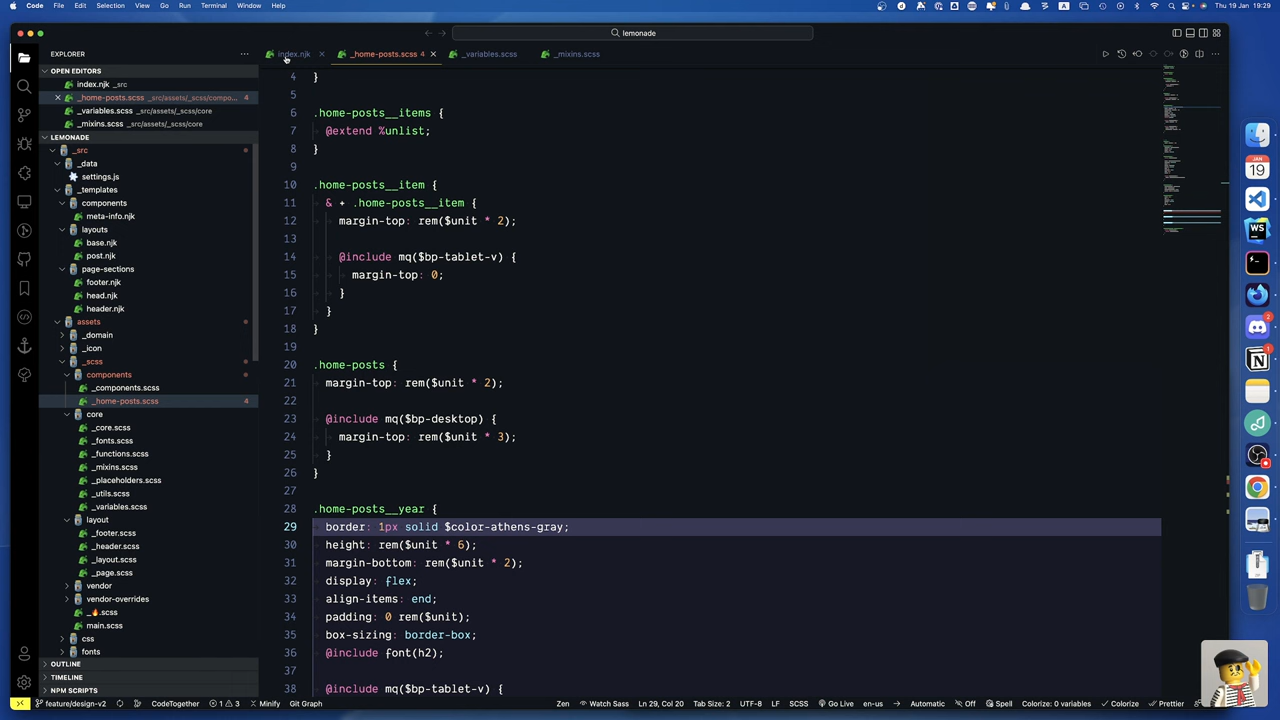 Code File Edit Selection View Go Run Terminal Window Help
Thu 19 Jan 19:29
lemonade
EXPLORER
index.njk
_home-posts.scss 4
_variables.scss
_mixins.scss
OPEN EDITORS
index.njk _src
_home-posts.scss _src/assets/_scss/compo... 4
_variables.scss _src/assets/_scss/core
_mixins.scss _src/assets/_scss/core
LEMONADE
_src
_data
settings.js
_templates
components
meta-info.njk
layouts
base.njk
post.njk
page-sections
footer.njk
head.njk
header.njk
assets
_domain
_icon
_scss
components
_components.scss
_home-posts.scss 4
core
_core.scss
_fonts.scss
_functions.scss
_mixins.scss
_placeholders.scss
_utils.scss
_variables.scss
layout
_footer.scss
_header.scss
_layout.scss
_page.scss
vendor
vendor-overrides
_🔥.scss
main.scss
css
fonts
OUTLINE
TIMELINE
NPM SCRIPTS
4 }
5
6 .home-posts__items {
7 @extend %unlist;
8 }
9
10 .home-posts__item {
11 & + .home-posts__item {
12 margin-top: rem($unit * 2);
13
14 @include mq($bp-tablet-v) {
15 margin-top: 0;
16 }
17 }
18 }
19
20 .home-posts {
21 margin-top: rem($unit * 2);
22
23 @include mq($bp-desktop) {
24 margin-top: rem($unit * 3);
25 }
26 }
27
28 .home-posts__year {
29 border: 1px solid $color-athens-gray;
30 height: rem($unit * 6);
31 margin-bottom: rem($unit * 2);
32 display: flex;
33 align-items: end;
34 padding: 0 rem($unit);
35 box-sizing: border-box;
36 @include font(h2);
37
38 @include mq($bp-tablet-v) {
JAN
19
WS
2
1
feature/design-v2 CodeTogether 1 3 Minify Git Graph
Zen Watch Sass Ln 29, Col 20 Tab Size: 2 UTF-8 LF SCSS Go Live en-us Automatic Off Spell Colorize: 0 variables Colorize Prettier